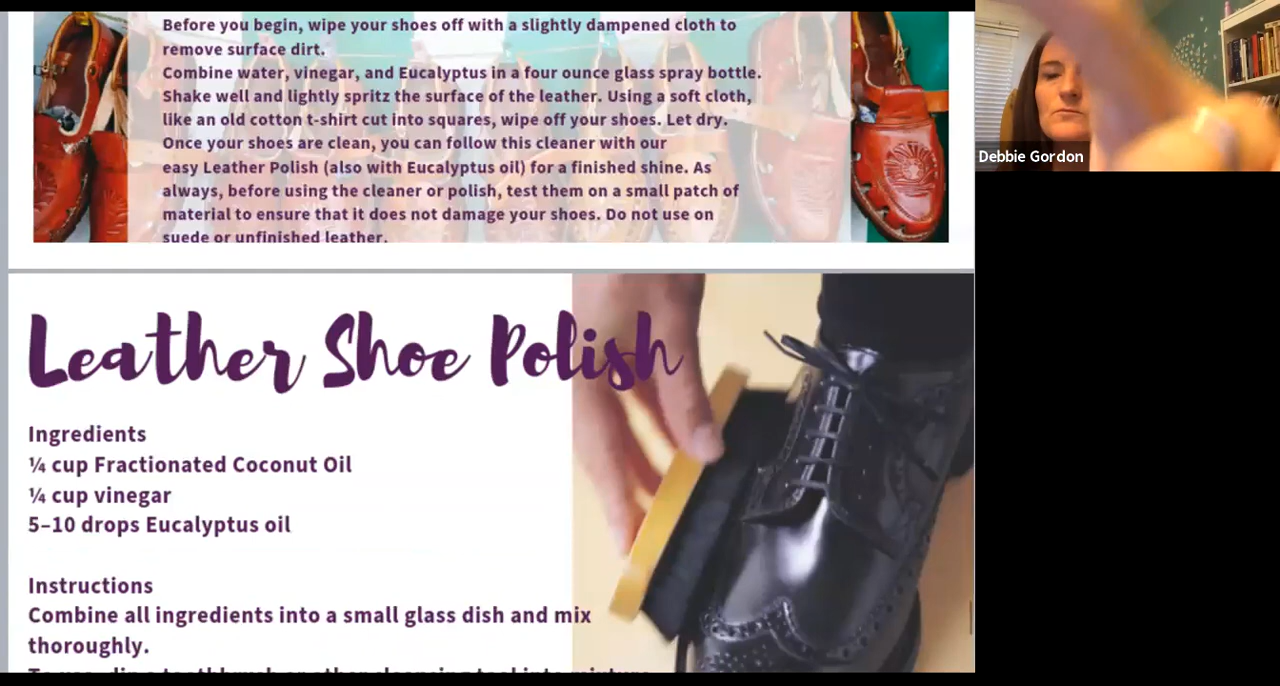 Before you begin, wipe your shoes off with a slightly dampened cloth to
remove surface dirt.
Combine water, vinegar, and Eucalyptus in a four ounce glass spray bottle.
Shake well and lightly spritz the surface of the leather. Using a soft cloth,
like an old cotton t-shirt cut into squares, wipe off your shoes. Let dry.
Once your shoes are clean, you can follow this cleaner with our
easy Leather Polish (also with Eucalyptus oil) for a finished shine. As
always, before using the cleaner or polish, test them on a small patch of
material to ensure that it does not damage your shoes. Do not use on
suede or unfinished leather.
Debbie Gordon
Leather Shoe Polish
Ingredients
¼ cup Fractionated Coconut Oil
¼ cup vinegar
5–10 drops Eucalyptus oil
Instructions
Combine all ingredients into a small glass dish and mix
thoroughly.